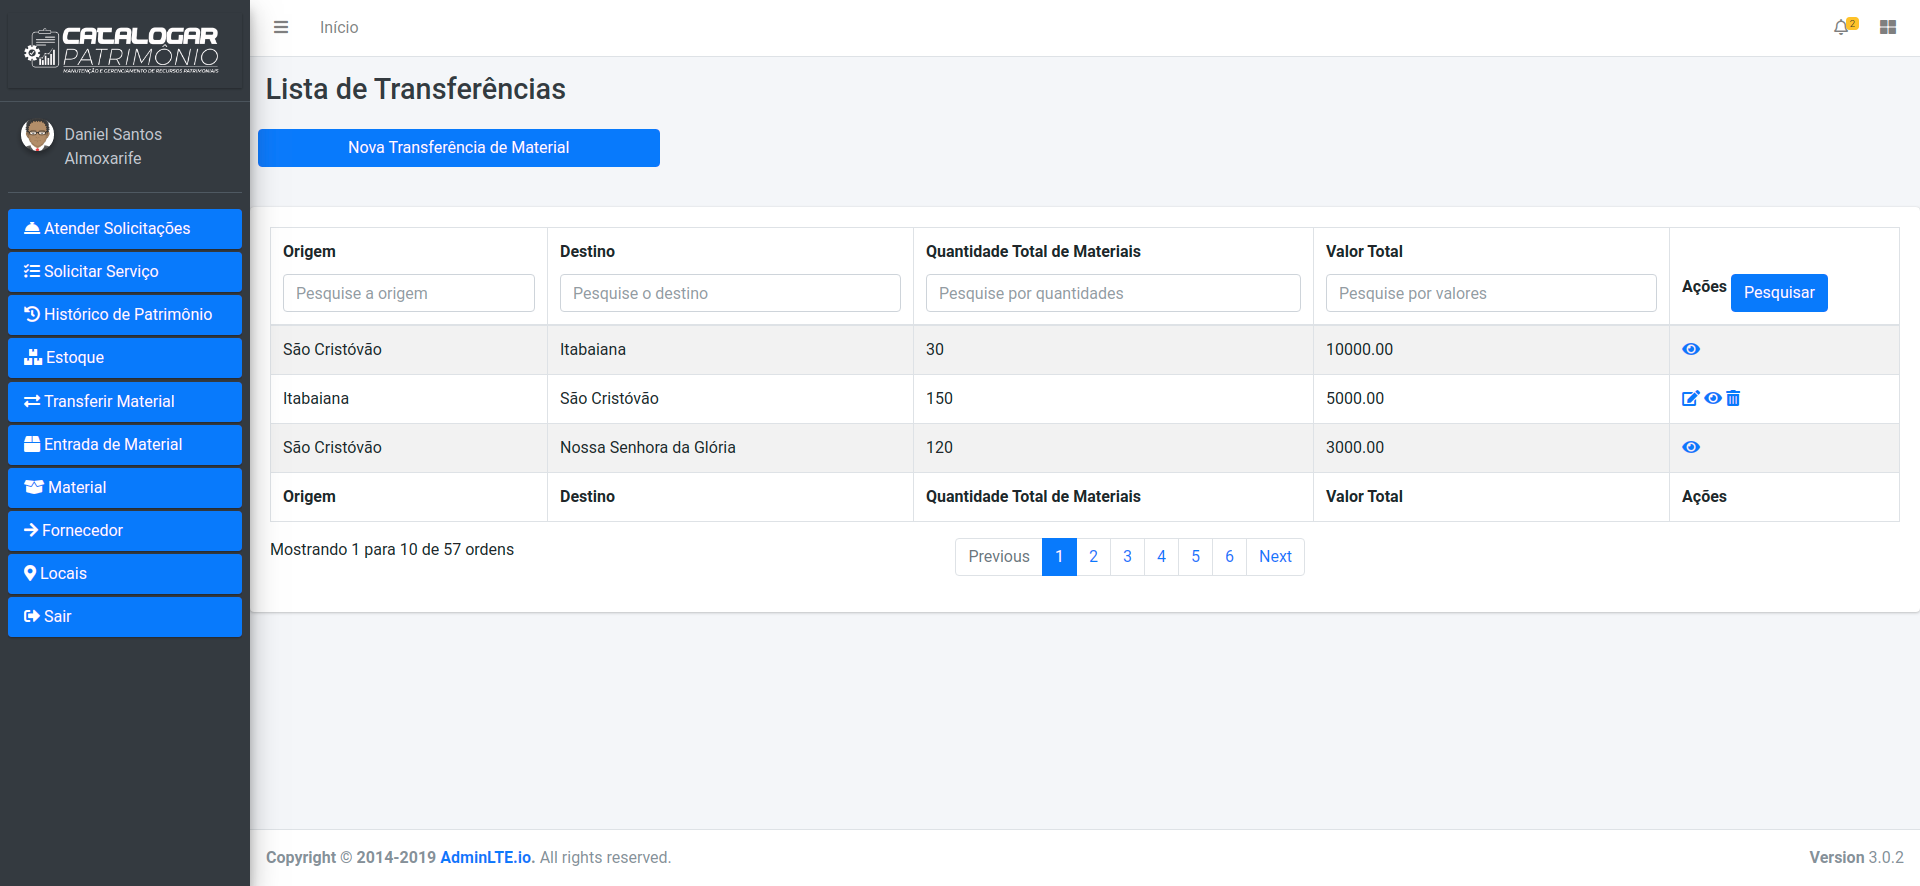 CATALOGAR
PATRIMÔNIO
MANUTENÇÃO E GERENCIAMENTO DE RECURSOS PATRIMONIAIS
Daniel Santos
Almoxarife
Atender Solicitações
Solicitar Serviço
Histórico de Patrimônio
Estoque
Transferir Material
Entrada de Material
Material
Fornecedor
Locais
Sair
Início
2
Lista de Transferências
Nova Transferência de Material
Origem Destino Quantidade Total de Materiais Valor Total
Pesquise a origem Pesquise o destino Pesquise por quantidades Pesquise por valores Ações Pesquisar
São Cristóvão Itabaiana 30 10000.00
Itabaiana São Cristóvão 150 5000.00
São Cristóvão Nossa Senhora da Glória 120 3000.00
Origem Destino Quantidade Total de Materiais Valor Total Ações
Mostrando 1 para 10 de 57 ordens
Previous 1 2 3 4 5 6 Next
Copyright © 2014-2019 AdminLTE.io. All rights reserved.
Version 3.0.2